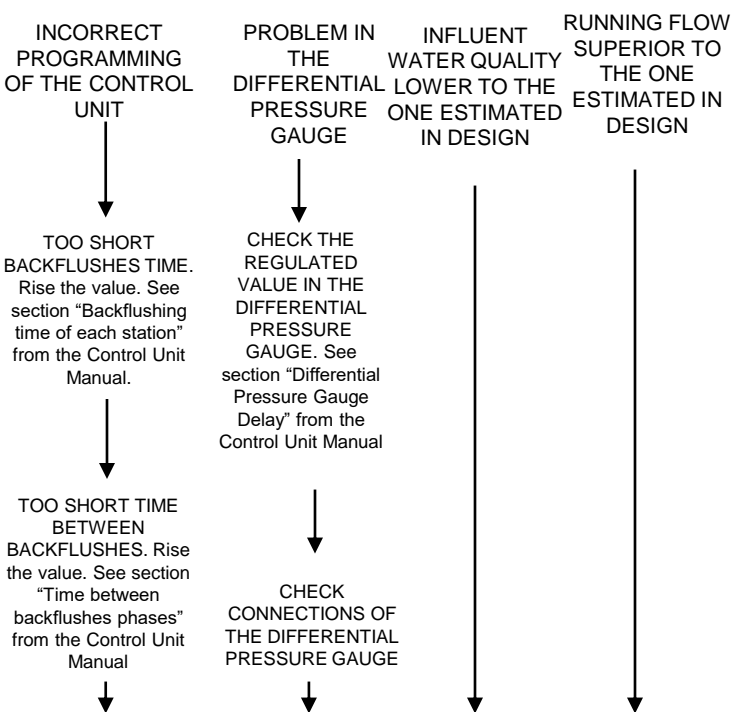 INCORRECT
PROGRAMMING
OF THE CONTROL
UNIT
TOO SHORT
BACKFLUSHES TIME.
Rise the value. See
section “Backflushing
time of each station”
from the Control Unit
Manual.
TOO SHORT TIME
BETWEEN
BACKFLUSHES. Rise
the value. See section
“Time between
backflushes phases”
from the Control Unit
Manual
PROBLEM IN
THE
DIFFERENTIAL
PRESSURE
GAUGE
CHECK THE
REGULATED
VALUE IN THE
DIFFERENTIAL
PRESSURE
GAUGE. See
section “Differential
Pressure Gauge
Delay” from the
Control Unit Manual
CHECK
CONNECTIONS OF
THE DIFFERENTIAL
PRESSURE GAUGE
INFLUENT
WATER QUALITY
LOWER TO THE
ONE ESTIMATED
IN DESIGN
RUNNING FLOW
SUPERIOR TO
THE ONE
ESTIMATED IN
DESIGN